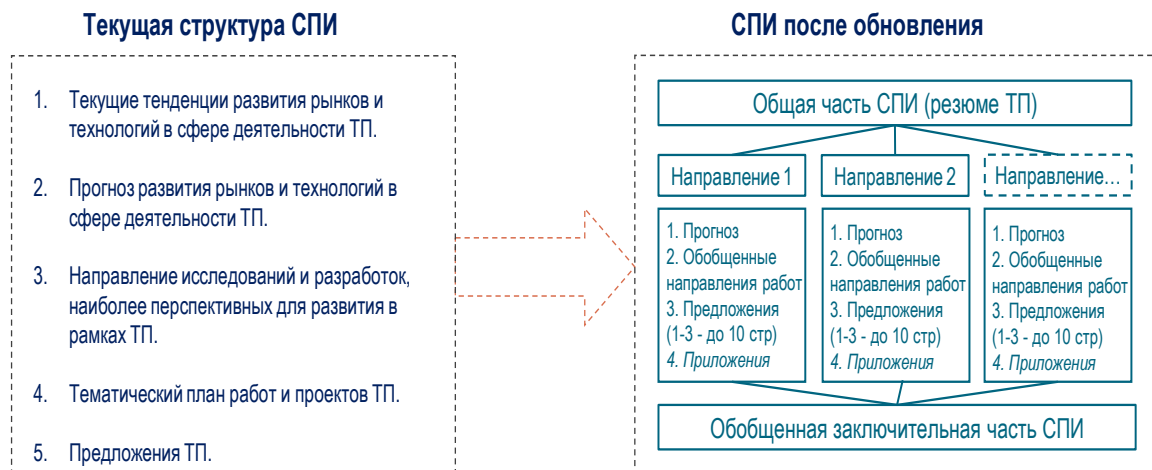 Текущая структура СПИ
1. Текущие тенденции развития рынков и
технологий в сфере деятельности ТП.
2. Прогноз развития рынков и технологий в
сфере деятельности ТП.
3. Направление исследований и разработок,
наиболее перспективных для развития в
рамках ТП.
4. Тематический план работ и проектов ТП.
5. Предложения ТП.
СПИ после обновления
Общая часть СПИ (резюме ТП)
Направление 1
1. Прогноз
2. Обобщенные
направления работ
3. Предложения
(1-3 - до 10 стр)
4. Приложения
Направление 2
1. Прогноз
2. Обобщенные
направления работ
3. Предложения
(1-3 - до 10 стр)
4. Приложения
Направление…
1. Прогноз
2. Обобщенные
направления работ
3. Предложения
(1-3 - до 10 стр)
4. Приложения
Обобщенная заключительная часть СПИ